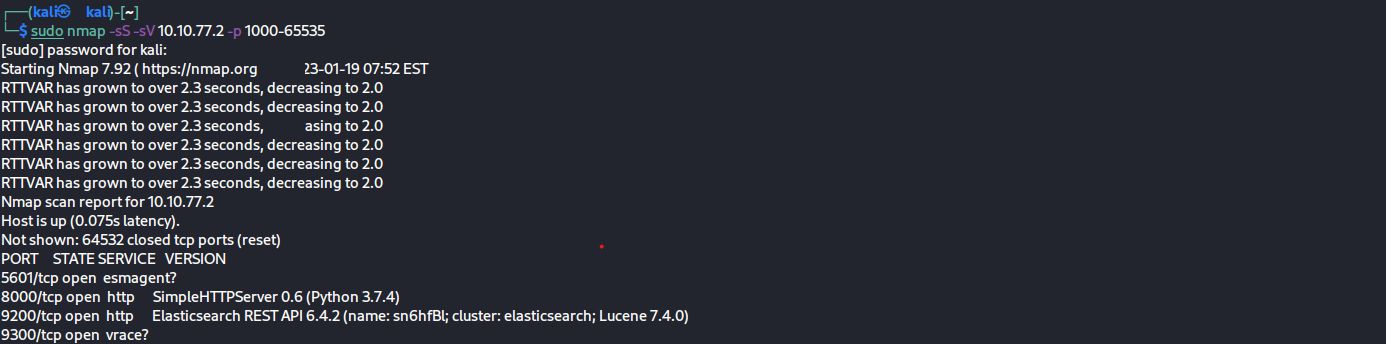 ┌──(kali㉿ kali)-[~]
└─$ sudo nmap -sS -sV 10.10.77.2 -p 1000-65535
[sudo] password for kali:
Starting Nmap 7.92 ( https://nmap.org 23-01-19 07:52 EST
RTTVAR has grown to over 2.3 seconds, decreasing to 2.0
RTTVAR has grown to over 2.3 seconds, decreasing to 2.0
RTTVAR has grown to over 2.3 seconds, asing to 2.0
RTTVAR has grown to over 2.3 seconds, decreasing to 2.0
RTTVAR has grown to over 2.3 seconds, decreasing to 2.0
RTTVAR has grown to over 2.3 seconds, decreasing to 2.0
Nmap scan report for 10.10.77.2
Host is up (0.075s latency).
Not shown: 64532 closed tcp ports (reset)
PORT STATE SERVICE VERSION
5601/tcp open esmagent?
8000/tcp open http SimpleHTTPServer 0.6 (Python 3.7.4)
9200/tcp open http Elasticsearch REST API 6.4.2 (name: sn6hfBl; cluster: elasticsearch; Lucene 7.4.0)
9300/tcp open vrace?